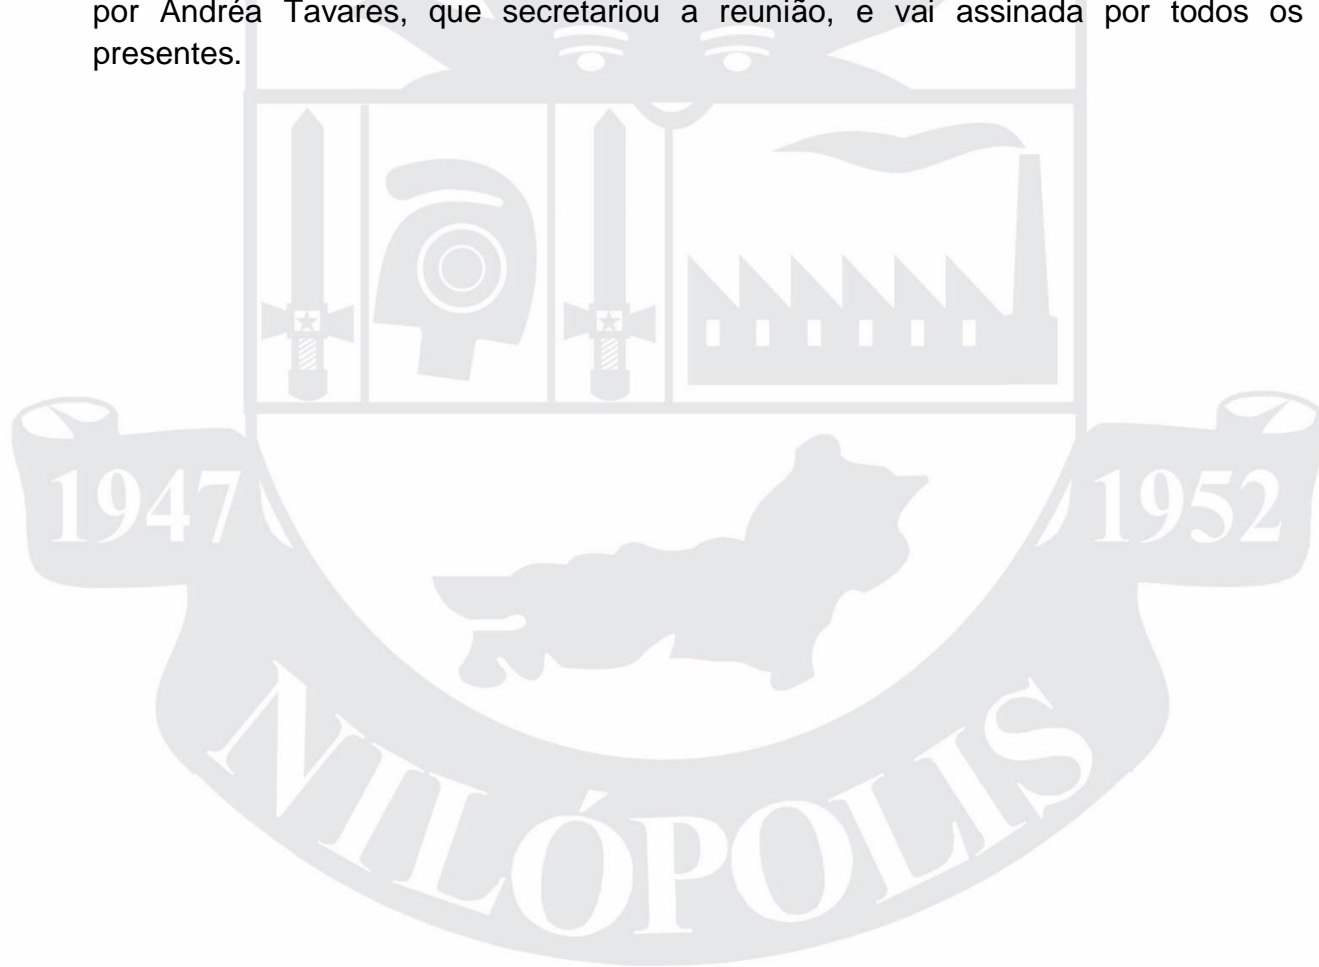 por Andréa Tavares, que secretariou a reunião, e vai assinada por todos os
presentes.
1947
1952
NILÓPOLIS